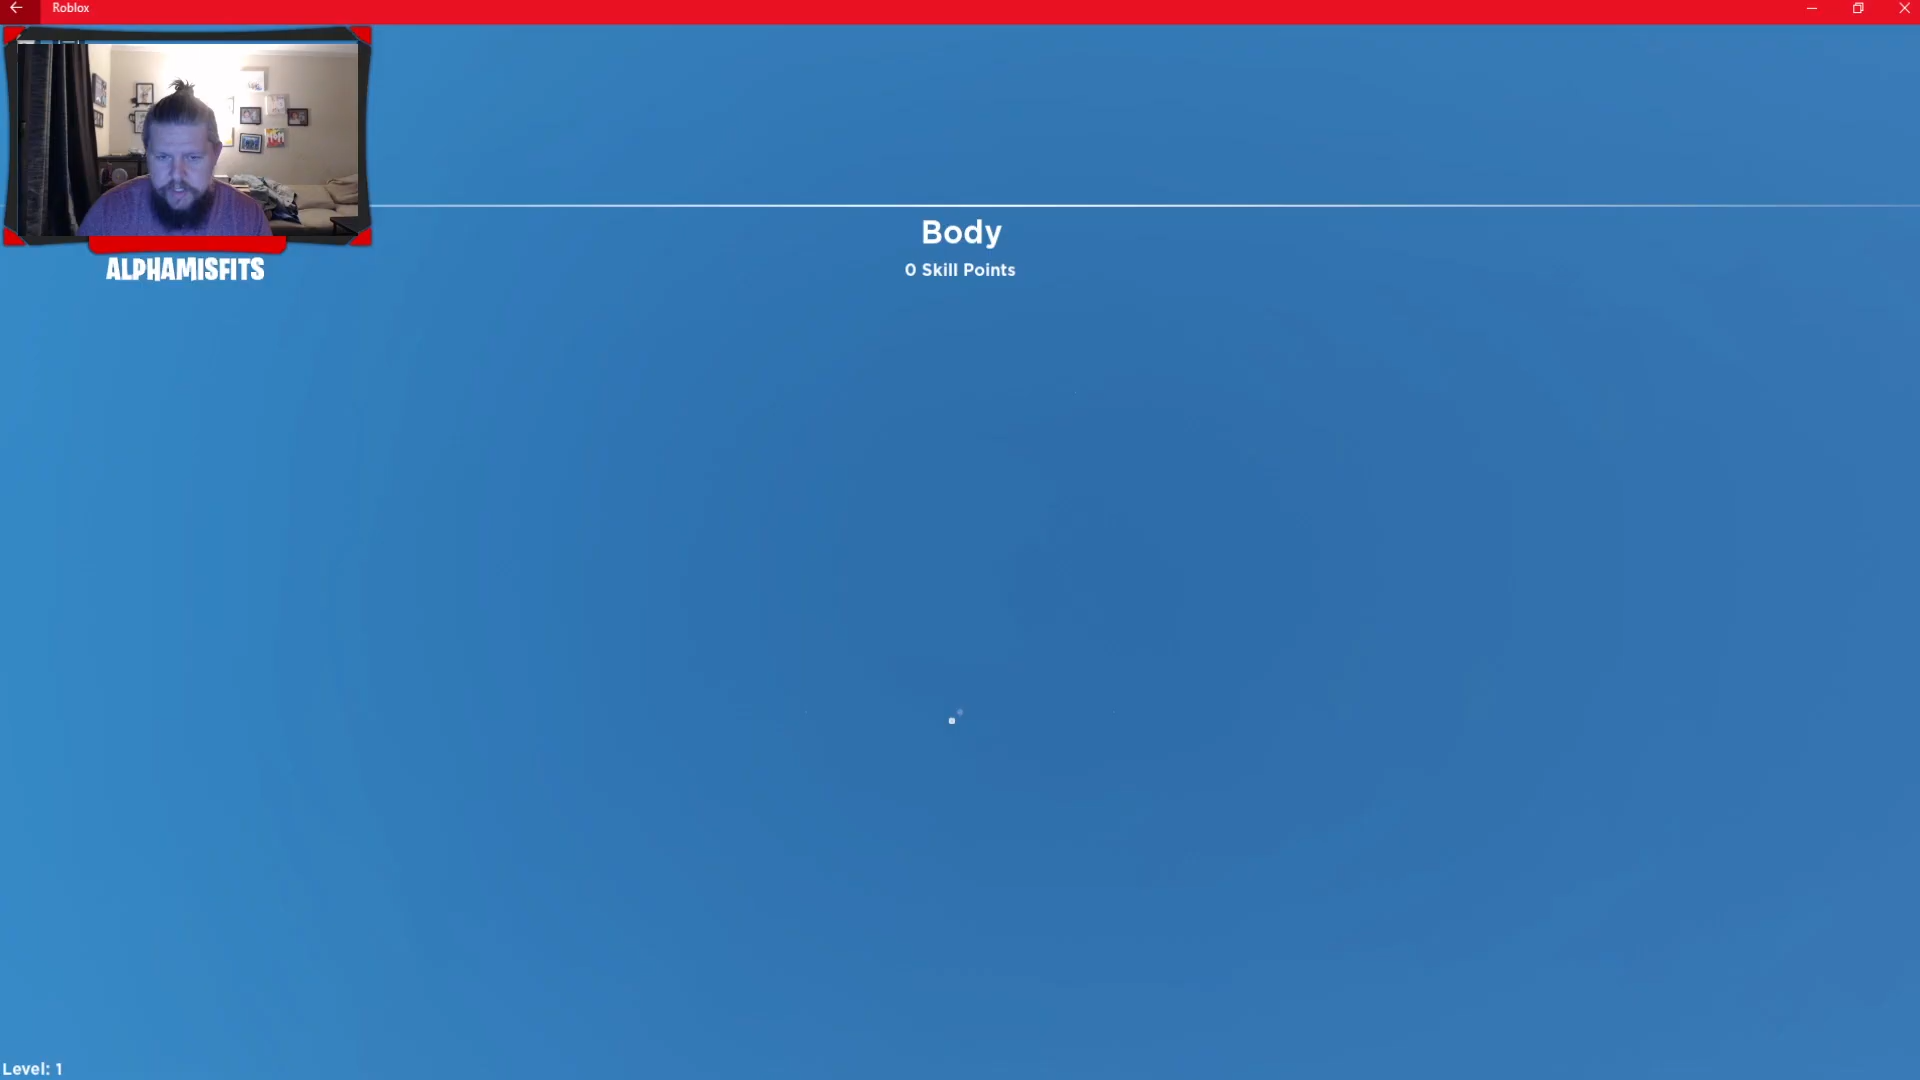 Roblox
ALPHAMISFITS
Body
0 Skill Points
Level: 1